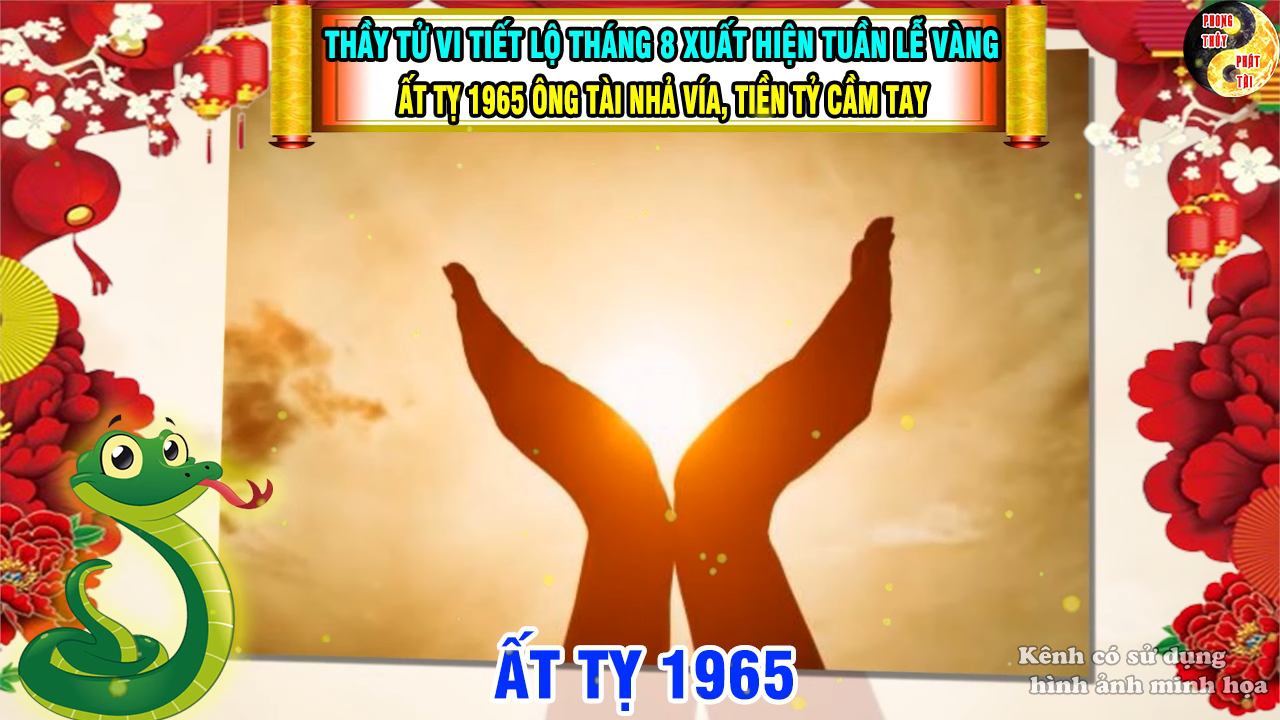 THẦY TỬ VI TIẾT LỘ THÁNG 8 XUẤT HIỆN TUẦN LỄ VÀNG
ẤT TỴ 1965 ÔNG TÀI NHẢ VÍA, TIỀN TỶ CẦM TAY
PHONG
THỦY
PHÁT
TÀI
ẤT TỴ 1965
Kênh có sử dụng
hình ảnh minh họa